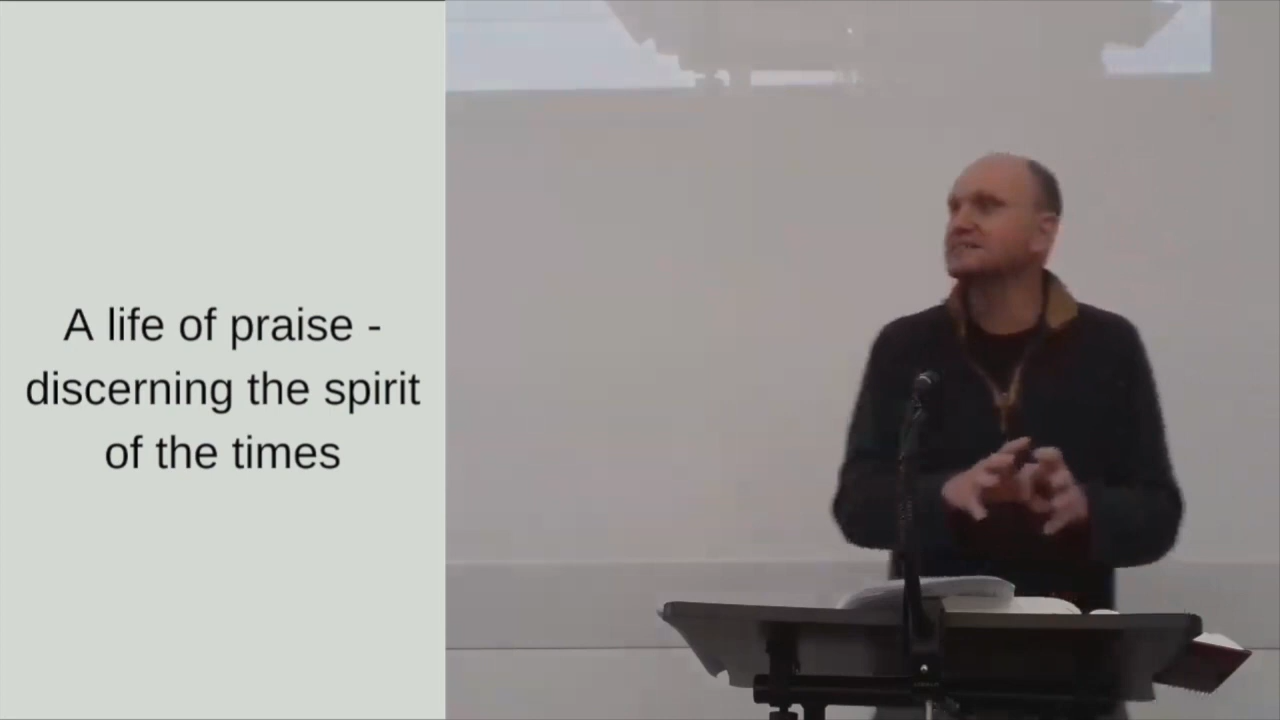 A life of praise -
discerning the spirit
of the times